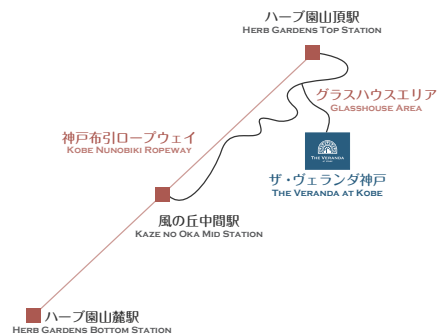 ハーブ園山頂駅
HERB GARDENS TOP STATION
グラスハウスエリア
GLASSHOUSE AREA
神戸布引ロープウェイ
KOBE NUNOBIKI ROPEWAY
THE VERANDA
ザ・ヴェランダ神戸
THE VERANDA AT KOBE
風の丘中間駅
KAZE NO OKA MID STATION
ハーブ園山麓駅
HERB GARDENS BOTTOM STATION